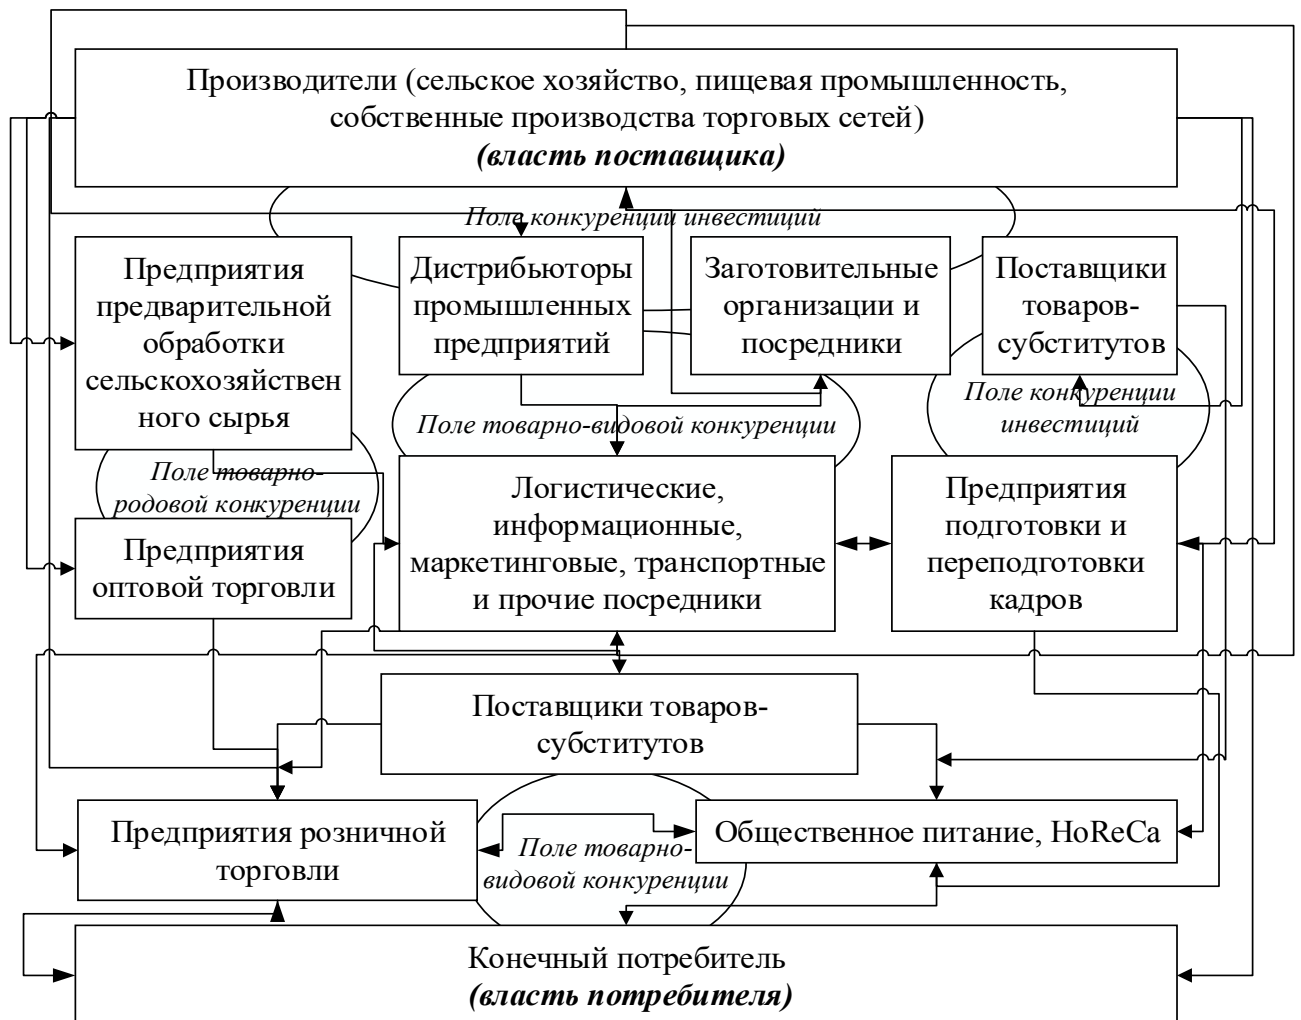 Производители (сельское хозяйство, пищевая промышленность,
собственные производства торговых сетей)
(власть поставщика)
Поле конкуренции инвестиций
Предприятия
предварительной
обработки
сельскохозяйствен
ного сырья
Дистрибьюторы
промышленных
предприятий
Заготовительные
организации и
посредники
Поставщики
товаров-
субститутов
Поле товарно-видовой конкуренции
Поле конкуренции
инвестиций
Поле товарно-
родовой конкуренции
Предприятия
оптовой торговли
Логистические,
информационные,
маркетинговые, транспортные
и прочие посредники
Предприятия
подготовки и
переподготовки
кадров
Поставщики товаров-
субститутов
Предприятия розничной
торговли
Поле товарно-
видовой конкуренции
Общественное питание, HoReCa
Конечный потребитель
(власть потребителя)